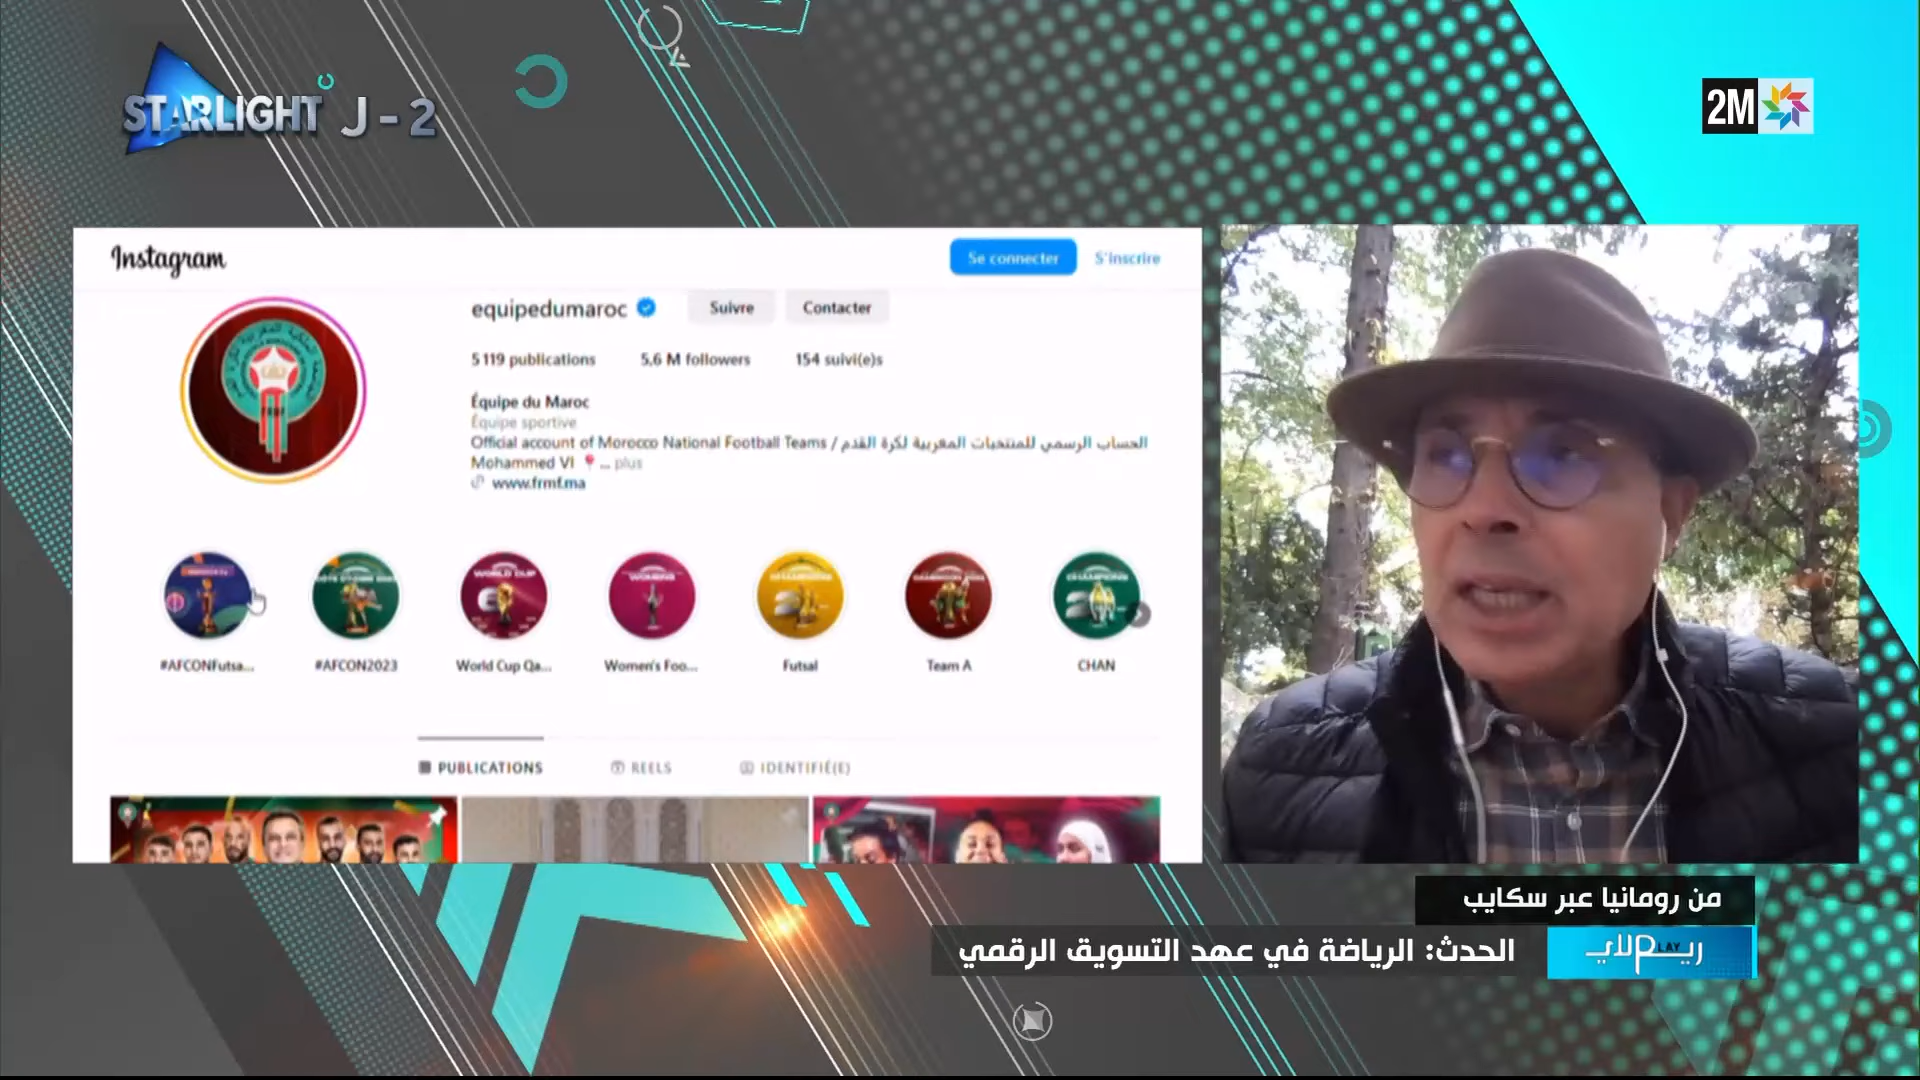 STARLIGHT J-2
2M
Instagram
Se connecter
S'inscrire
equipedumaroc
Suivre
Contacter
5 119 publications
5,6 M followers
154 suivi(e)s
Équipe du Maroc
Équipe sportive
Official account of Morocco National Football Teams / الحساب الرسمي للمنتخبات المغربية لكرة القدم
Mohammed VI 📍 ... plus
www.frmf.ma
WORLD CUP
#AFCONFutsa...
#AFCON2023
World Cup Qa...
Women's Foo...
Futsal
Team A
CHAN
PUBLICATIONS
REELS
IDENTIFIÉ(E)
من رومانيا عبر سكايب
الحدث: الرياضة في عهد التسويق الرقمي
ريپلاي
PLAY